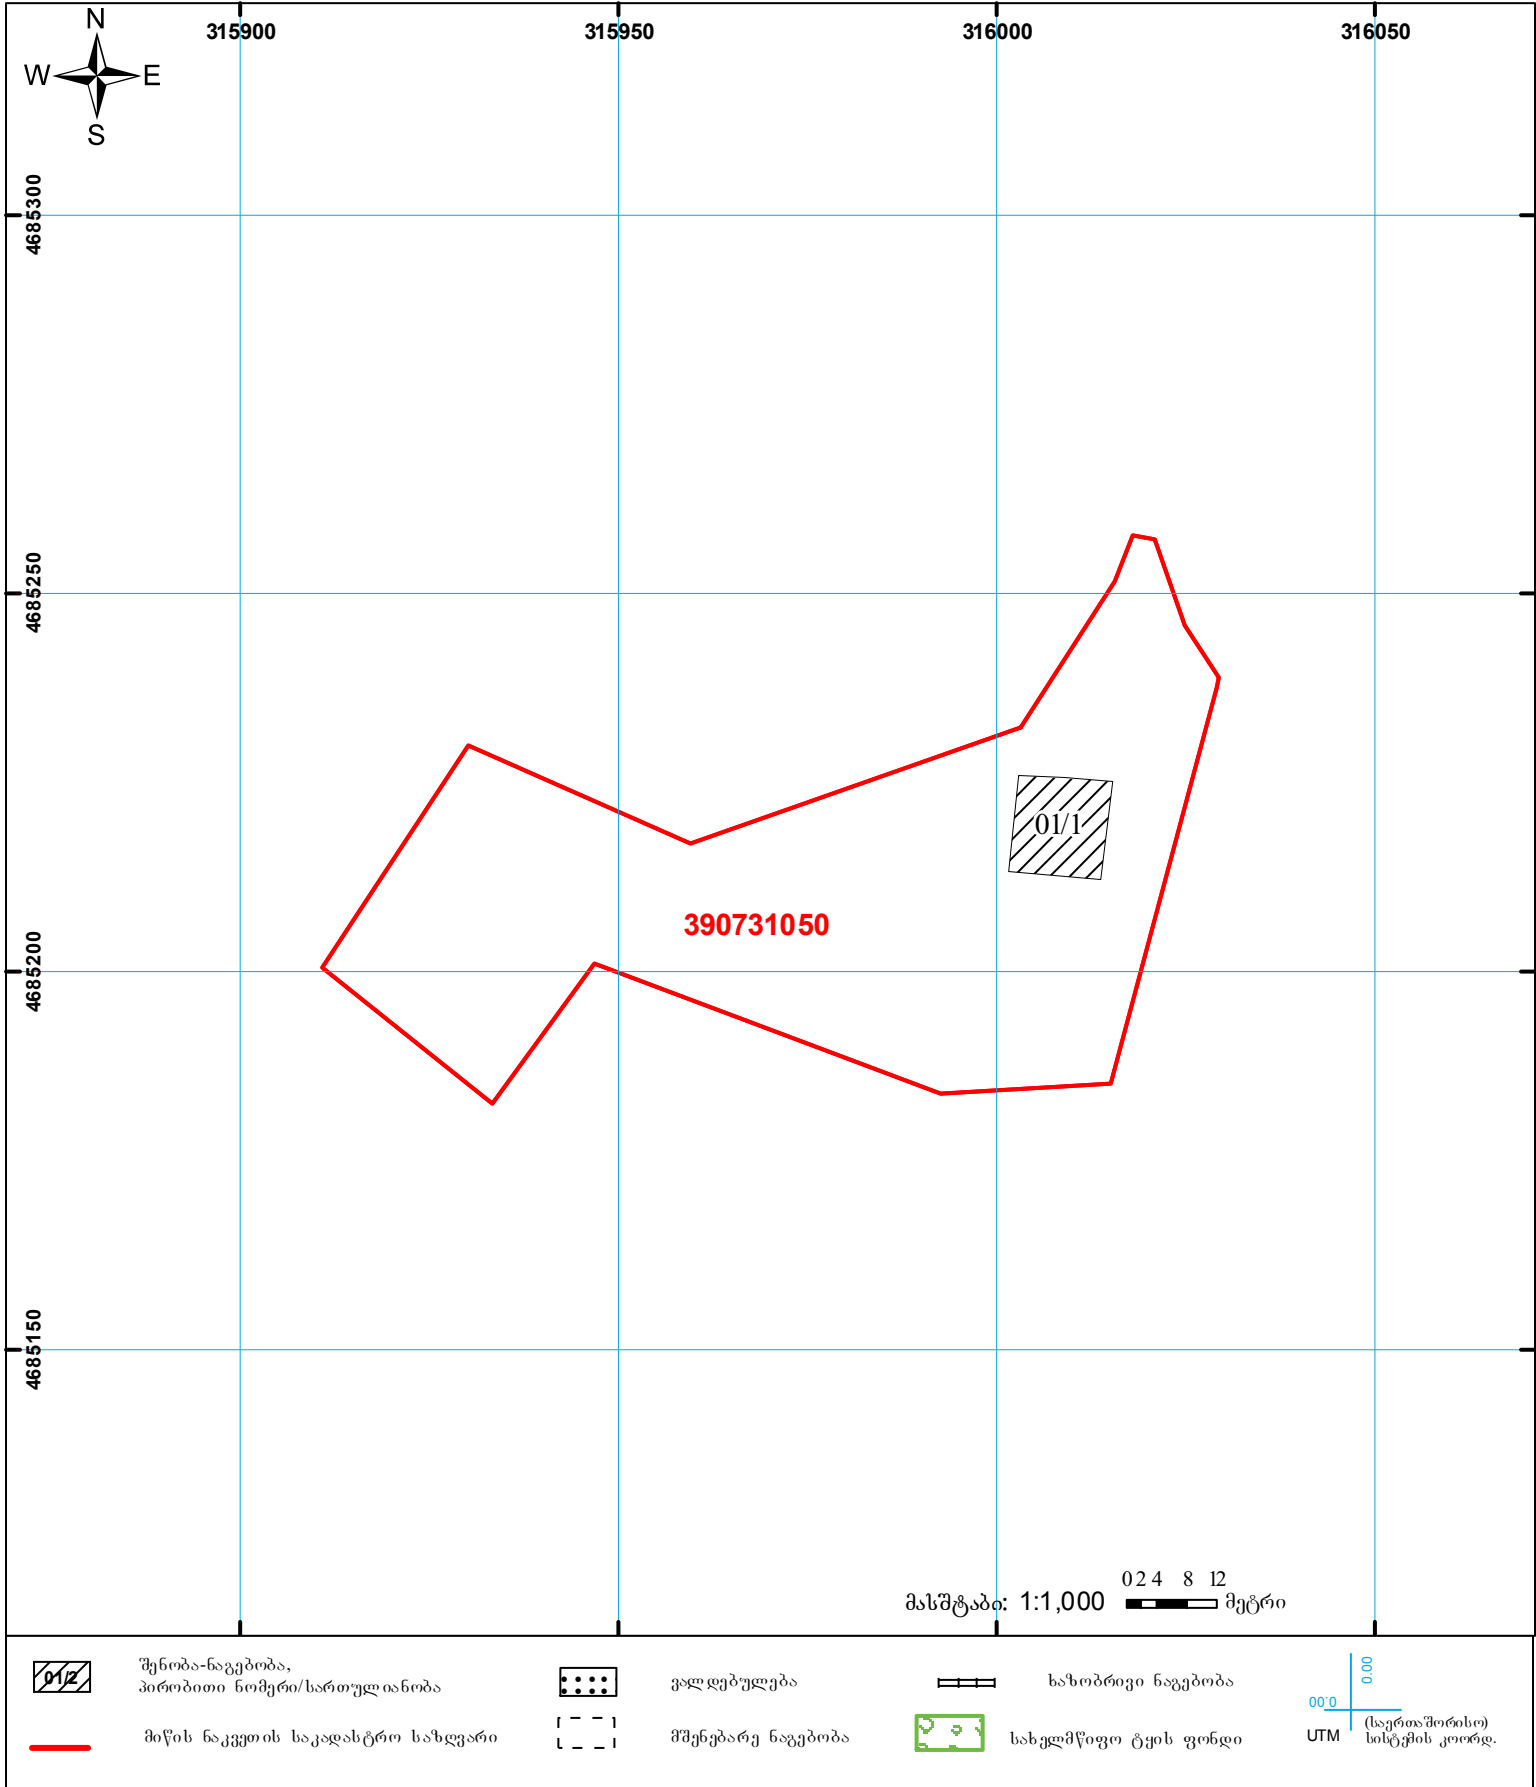 N
W E
S
315900 315950 316000 316050
4685300
4685250
4685200
4685150
01/1
390731050
მასშტაბი: 1:1,000
0 2 4 8 12
მეტრი
01/2
შენობა-ნაგებობა,
პირობითი ნომერი/სართულიანობა
ვალდებულება
ხაზობრივი ნაგებობა
მიწის ნაკვეთის საკადასტრო საზღვარი
მშენებარე ნაგებობა
სახელმწიფო ტყის ფონდი
0.00
0.00
UTM
(საერთაშორისო)
სისტემის კოორდ.